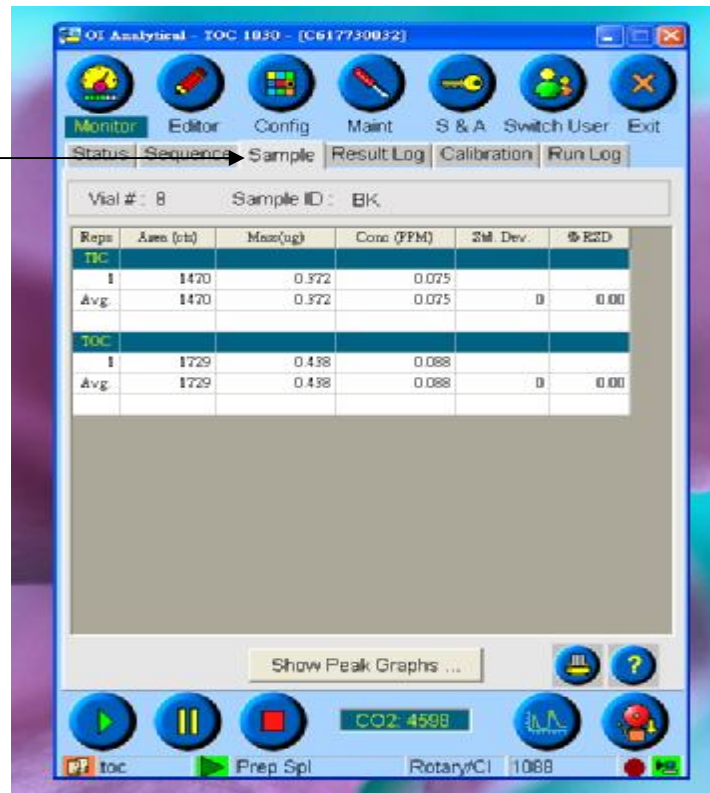 OI Analytical - TOC 1030 - [C617730032]
Monitor Editor Config Maint S & A Switch User Exit
Status Sequence Sample Result Log Calibration Run Log
Vial # : 8 Sample ID : BK
Reps Area (cts) Mass(ug) Conc (PPM) Std. Dev. % RSD
TIC
1 1470 0.372 0.075
Avg. 1470 0.372 0.075 0 0.00
TOC
1 1729 0.438 0.088
Avg. 1729 0.438 0.088 0 0.00
Show Peak Graphs ...
?
CO2: 4598
toc Prep Spl Rotary/Cl 1088